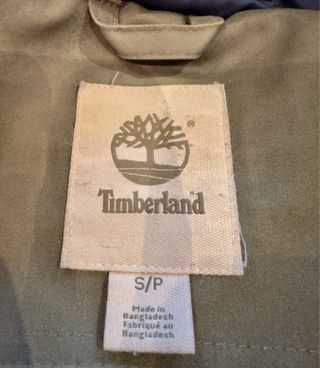 ®
Timberland
S/P
Made in
Bangladesh
Fabriqué au
Bangladesh